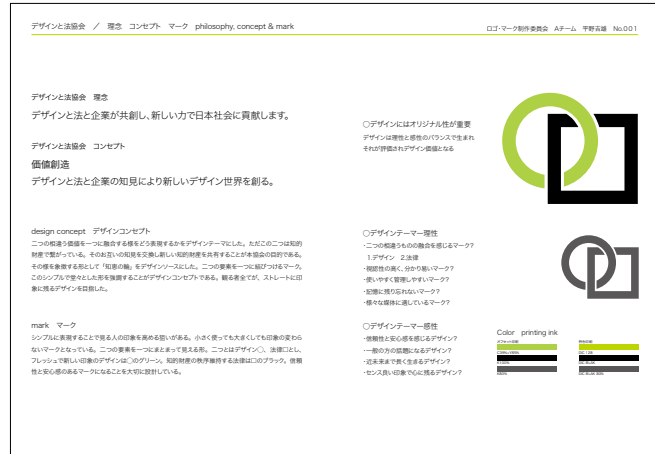 デザインと法協会　／　理念　コンセプト　マーク　philosophy, concept & mark
ロゴ・マーク制作委員会　Aチーム　平野吉雄　No.001
デザインと法協会　理念
デザインと法と企業が共創し、新しい力で日本社会に貢献します。
デザインと法協会　コンセプト
価値創造
デザインと法と企業の知見により新しいデザイン世界を創る。
○デザインにはオリジナル性が重要
デザインは理性と感性のバランスで生まれ
それが評価されデザイン価値となる
design concept　デザインコンセプト
二つの相違う価値を一つに融合する様をどう表現するかをデザインテーマにした。ただこの二つは知的
財産で繋がっている。そのお互いの知見を交換し新しい知的財産を共有することが本協会の目的である。
その様を象徴する形として「知恵の輪」をデザインソースにした。二つの要素を一つに結びつけるマーク。
このシンプルで堂々とした形を強調することがデザインコンセプトである。観る者全てが、ストレートに印
象に残るデザインを目指した。
mark　マーク
シンプルに表現することで見る人の印象を高める狙いがある。小さく使っても大きくしても印象の変わら
ないマークとなっている。二つの要素を一つにまとまって見える形。二つとはデザイン○、法律□とし、
フレッシュで新しい印象のデザインは○のグリーン。知的財産の秩序維持する法律は□のブラック。信頼
性と安心感のあるマークになることを大切に設計している。
○デザインテーマー理性
・二つの相違うものの融合を感じるマーク?
1.デザイン　2.法律
・視認性の高く、分かり易いマーク?
・使いやすく管理しやすいマーク?
・記憶に残り忘れないマーク?
・様々な媒体に適しているマーク?
○デザインテーマー感性
・信頼性と安心感を感じるデザイン?
・一般の方の話題になるデザイン?
・近未来まで長く生きるデザイン?
・センス良い印象で心に残るデザイン?
Color　printing ink
オフセット印刷
K100%
K80%
特色印刷
DIC BLAK
DIC BLAK 80%